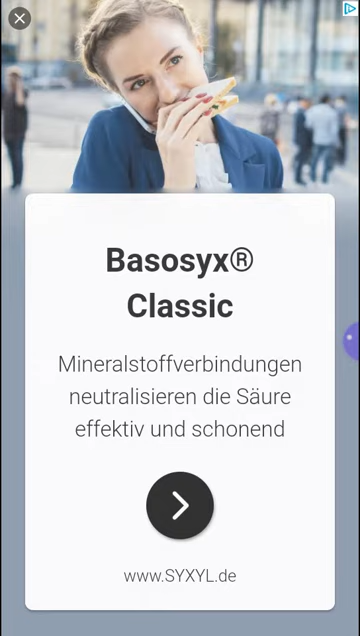 Basosyx®
Classic
Mineralstoffverbindungen
neutralisieren die Säure
effektiv und schonend
www.SYXYL.de